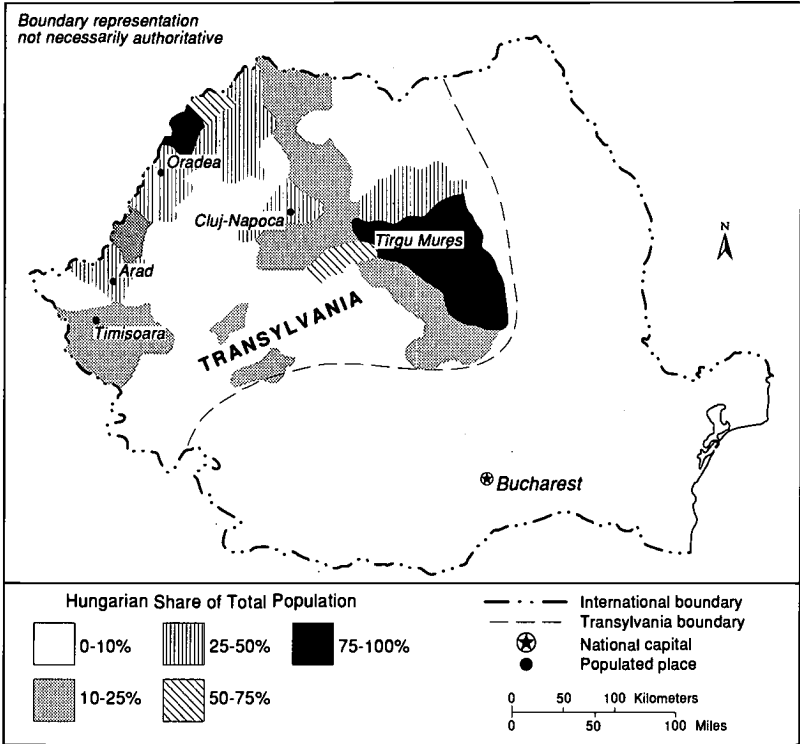 Boundary representation
not necessarily authoritative
Oradea
Cluj-Napoca
Tirgu Mures
N
Arad
Timisoara
TRANSYLVANIA
Bucharest
Hungarian Share of Total Population
0-10%
25-50%
75-100%
10-25%
50-75%
International boundary
Transylvania boundary
National capital
Populated place
0 50 100 Kilometers
0 50 100 Miles